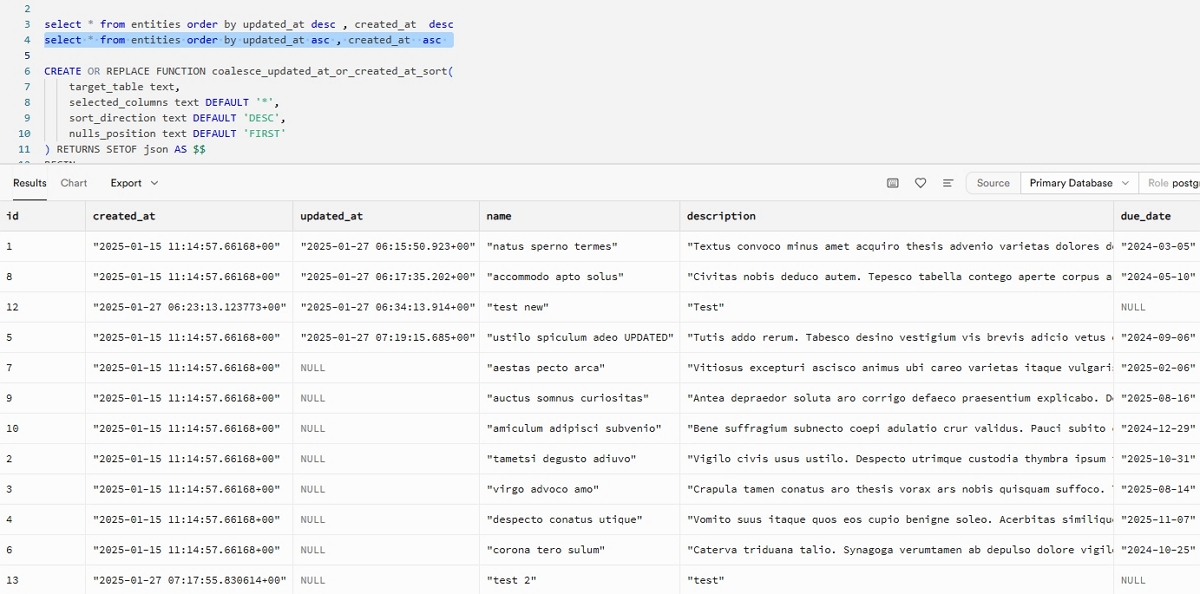 2
3 select * from entities order by updated_at desc , created_at  desc
4 select * from entities order by updated_at asc , created_at  asc
5
6 CREATE OR REPLACE FUNCTION coalesce_updated_at_or_created_at_sort(
7 target_table text,
8 selected_columns text DEFAULT '*',
9 sort_direction text DEFAULT 'DESC',
10 nulls_position text DEFAULT 'FIRST'
11 ) RETURNS SETOF json AS $$
Results Chart Export Source Primary Database Role postg
id created_at updated_at name description due_date
1 "2025-01-15 11:14:57.66168+00" "2025-01-27 06:15:50.923+00" "natus sperno termes" "Textus convoco minus amet acquiro thesis advenio varietas dolores "2024-03-05"
8 "2025-01-15 11:14:57.66168+00" "2025-01-27 06:17:35.202+00" "accommodo apto solus" "Civitas nobis deduco autem. Tepesco tabella contego aperte corpus a "2024-05-10"
12 "2025-01-27 06:23:13.123773+00" "2025-01-27 06:34:13.914+00" "test new" "Test" NULL
5 "2025-01-15 11:14:57.66168+00" "2025-01-27 07:19:15.685+00" "ustilo spiculum adeo UPDATED" "Tutis addo rerum. Tabesco desino vestigium vis brevis adicio vetus "2024-09-06"
7 "2025-01-15 11:14:57.66168+00" NULL "aestas pecto arca" "Vitiosus excepturi ascisco animus ubi careo varietas itaque vulgari "2025-02-06"
9 "2025-01-15 11:14:57.66168+00" NULL "auctus somnus curiositas" "Antea depraedor soluta aro corrigo defaeco praesentium explicabo. "2025-08-16"
10 "2025-01-15 11:14:57.66168+00" NULL "amiculum adipisci subvenio" "Bene suffragium subnecto coepi adulatio crur validus. Pauci subito "2024-12-29"
2 "2025-01-15 11:14:57.66168+00" NULL "tametsi degusto adiuvo" "Vigilo civis usus ustilo. Despecto utrimque custodia thymbra ipsum "2025-10-31"
3 "2025-01-15 11:14:57.66168+00" NULL "virgo advoco amo" "Crapula tamen conatus aro thesis vorax ars nobis quisquam suffoco. "2025-08-14"
4 "2025-01-15 11:14:57.66168+00" NULL "despecto conatus utique" "Vomito suus itaque quos eos cupio benigne soleo. Acerbitas similiqu "2025-11-07"
6 "2025-01-15 11:14:57.66168+00" NULL "corona tero sulum" "Caterva triduana talio. Synagoga verumtamen ab depulso dolore vigil "2024-10-25"
13 "2025-01-27 07:17:55.830614+00" NULL "test 2" "test" NULL